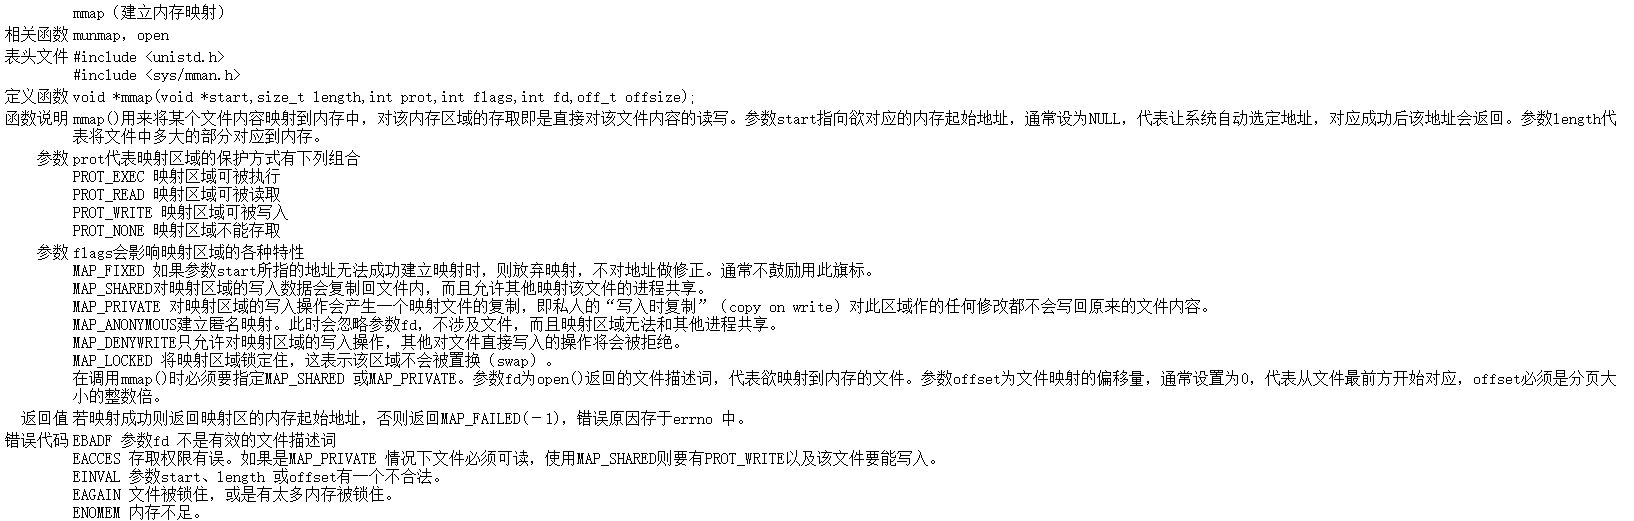 mmap（建立内存映射）
相关函数 munmap，open
表头文件 #include <unistd.h>
#include <sys/mman.h>
定义函数 void *mmap(void *start,size_t length,int prot,int flags,int fd,off_t offsize);
函数说明 mmap()用来将某个文件内容映射到内存中，对该内存区域的存取即是直接对该文件内容的读写。参数start指向欲对应的内存起始地址，通常设为NULL，代表让系统自动选定地址，对应成功后该地址会返回。参数length代
表将文件中多大的部分对应到内存。
参数 prot代表映射区域的保护方式有下列组合
PROT_EXEC 映射区域可被执行
PROT_READ 映射区域可被读取
PROT_WRITE 映射区域可被写入
PROT_NONE 映射区域不能存取
参数 flags会影响映射区域的各种特性
MAP_FIXED 如果参数start所指的地址无法成功建立映射时，则放弃映射，不对地址做修正。通常不鼓励用此旗标。
MAP_SHARED对映射区域的写入数据会复制回文件内，而且允许其他映射该文件的进程共享。
MAP_PRIVATE 对映射区域的写入操作会产生一个映射文件的复制，即私人的“写入时复制”（copy on write）对此区域作的任何修改都不会写回原来的文件内容。
MAP_ANONYMOUS建立匿名映射。此时会忽略参数fd，不涉及文件，而且映射区域无法和其他进程共享。
MAP_DENYWRITE只允许对映射区域的写入操作，其他对文件直接写入的操作将会被拒绝。
MAP_LOCKED 将映射区域锁定住，这表示该区域不会被置换（swap）。
在调用mmap()时必须要指定MAP_SHARED 或MAP_PRIVATE。参数fd为open()返回的文件描述词，代表欲映射到内存的文件。参数offset为文件映射的偏移量，通常设置为0，代表从文件最前方开始对应，offset必须是分页大
小的整数倍。
返回值 若映射成功则返回映射区的内存起始地址，否则返回MAP_FAILED(－1)，错误原因存于errno 中。
错误代码 EBADF 参数fd 不是有效的文件描述词
EACCES 存取权限有误。如果是MAP_PRIVATE 情况下文件必须可读，使用MAP_SHARED则要有PROT_WRITE以及该文件要能写入。
EINVAL 参数start、length 或offset有一个不合法。
EAGAIN 文件被锁住，或是有太多内存被锁住。
ENOMEM 内存不足。